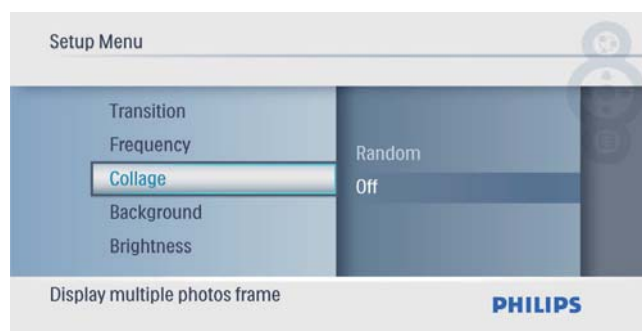 Setup Menu
Transition
Frequency
Collage
Background
Brightness
Random
Off
Display multiple photos frame
PHILIPS